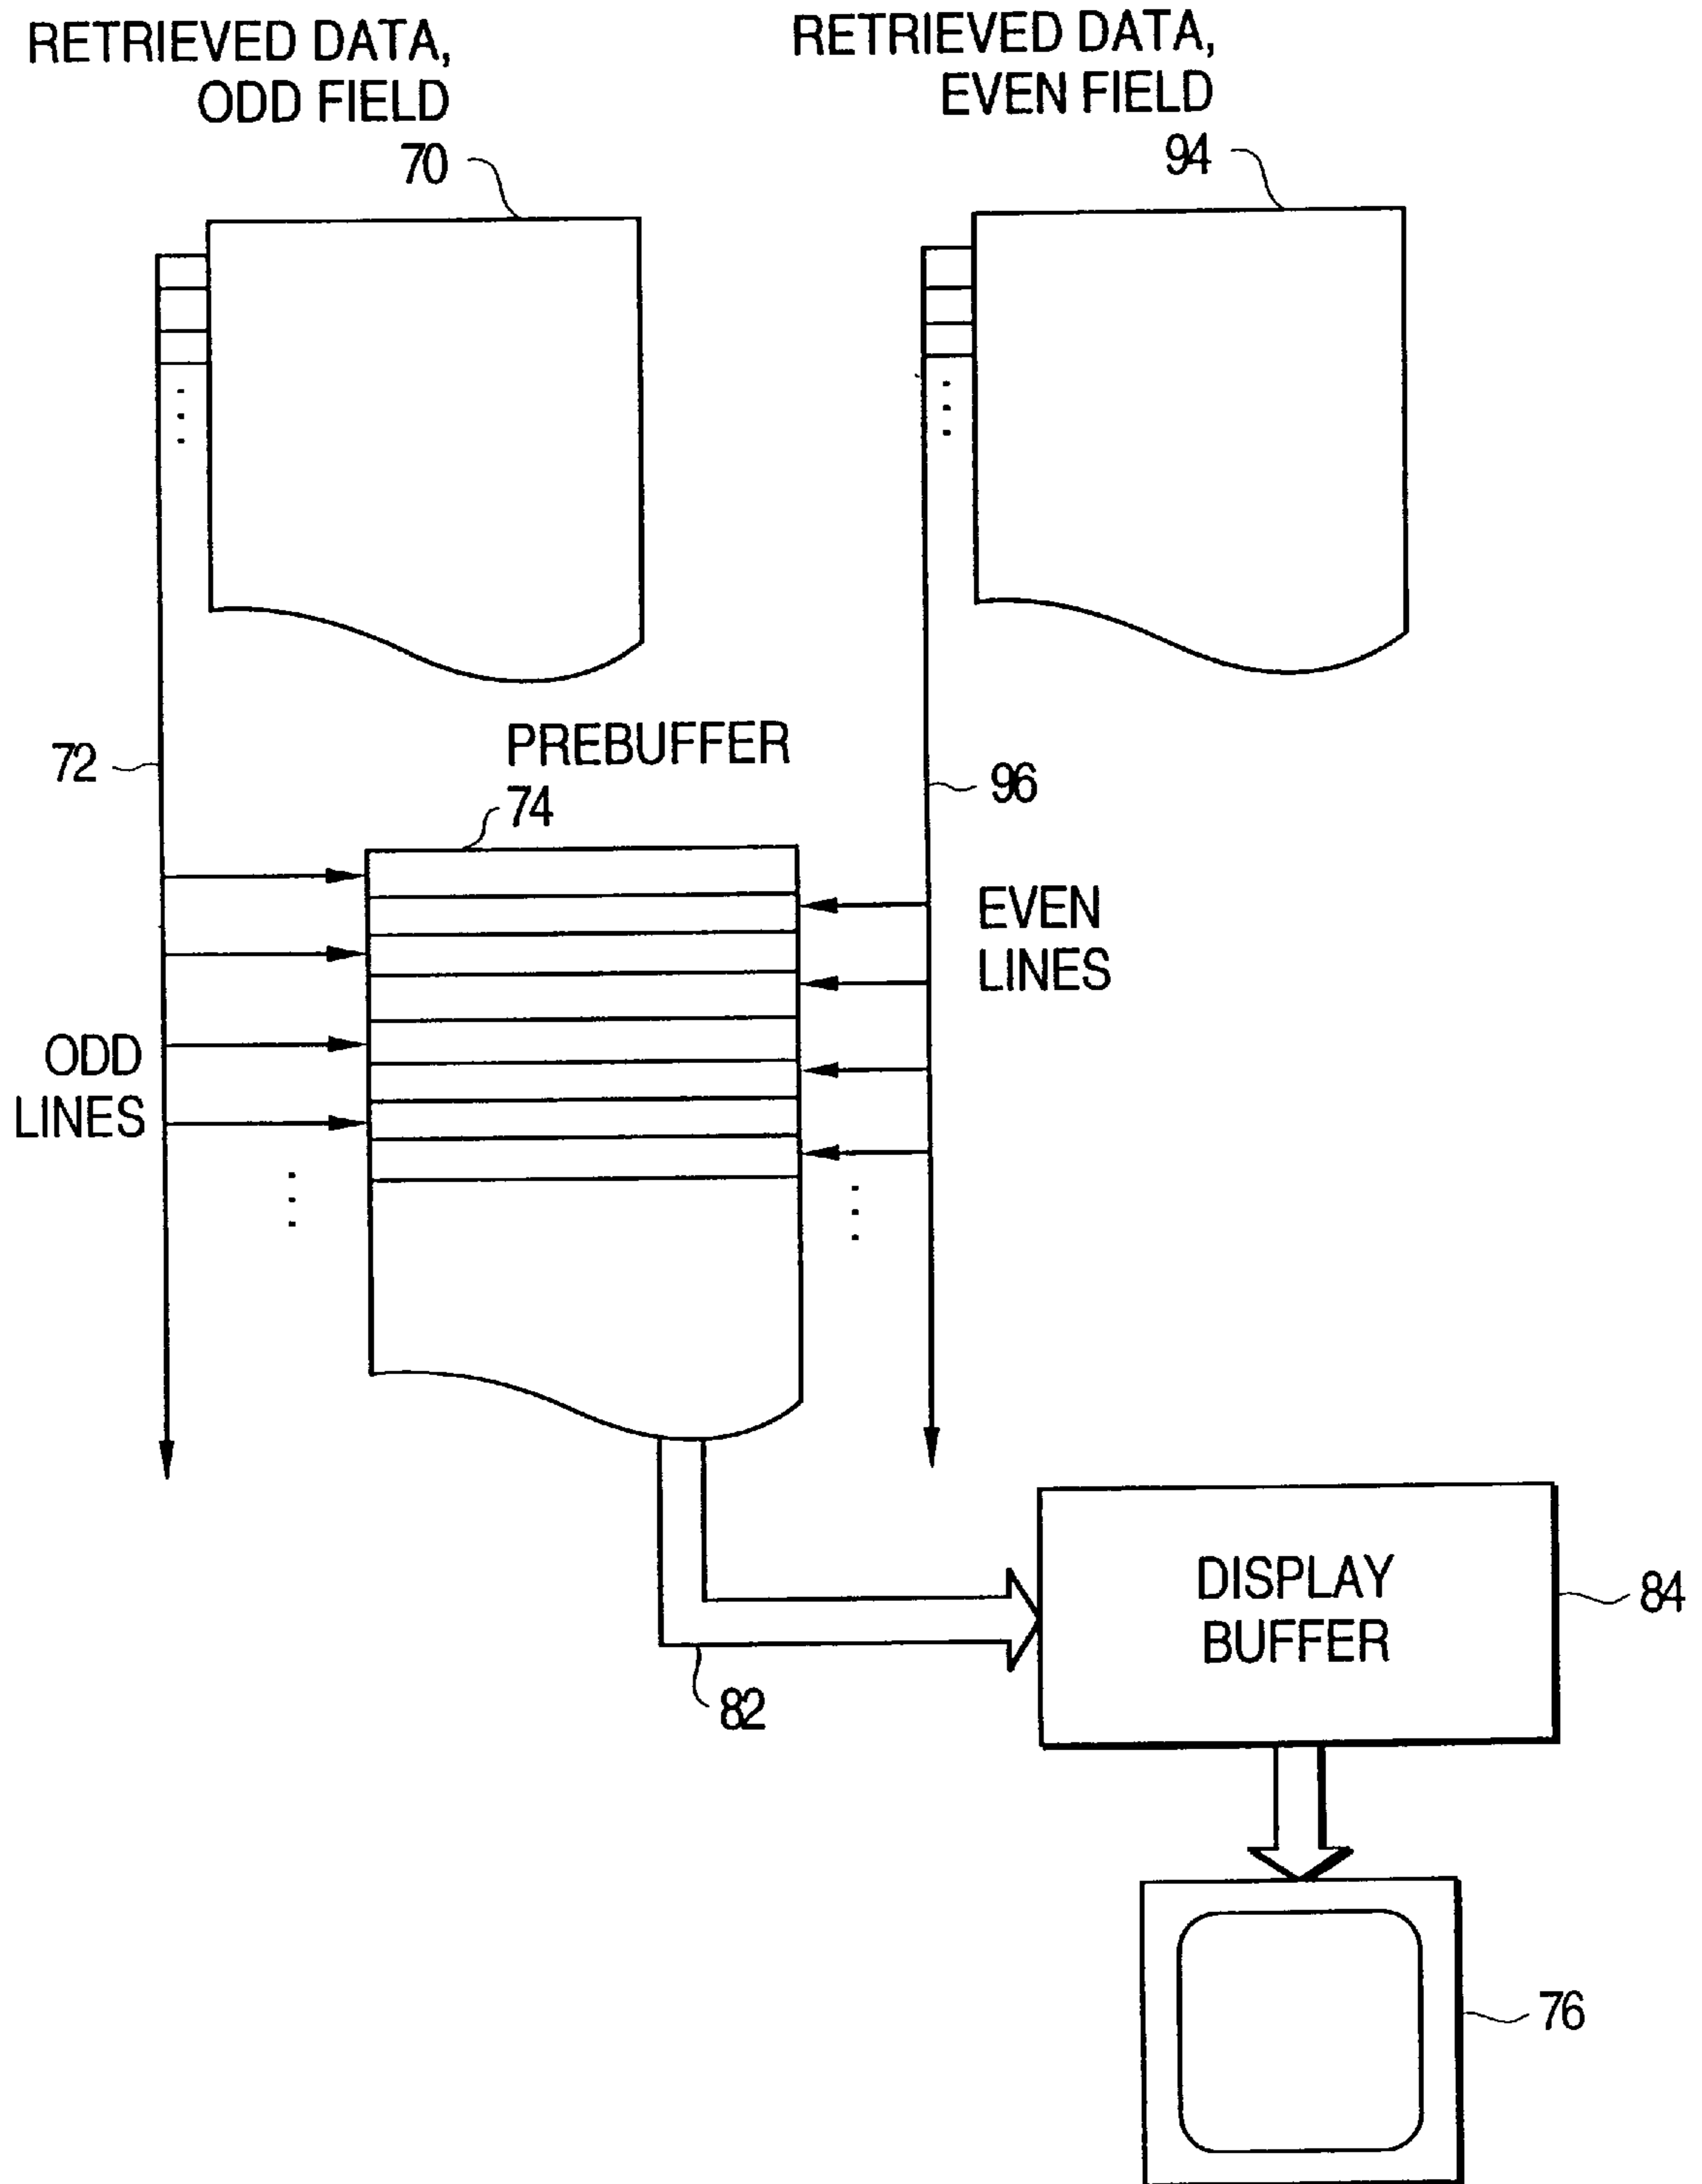 RETRIEVED DATA,
ODD FIELD
70
RETRIEVED DATA,
EVEN FIELD
94
72
PREBUFFER
74
96
EVEN
LINES
ODD
LINES
82
DISPLAY
BUFFER
84
76